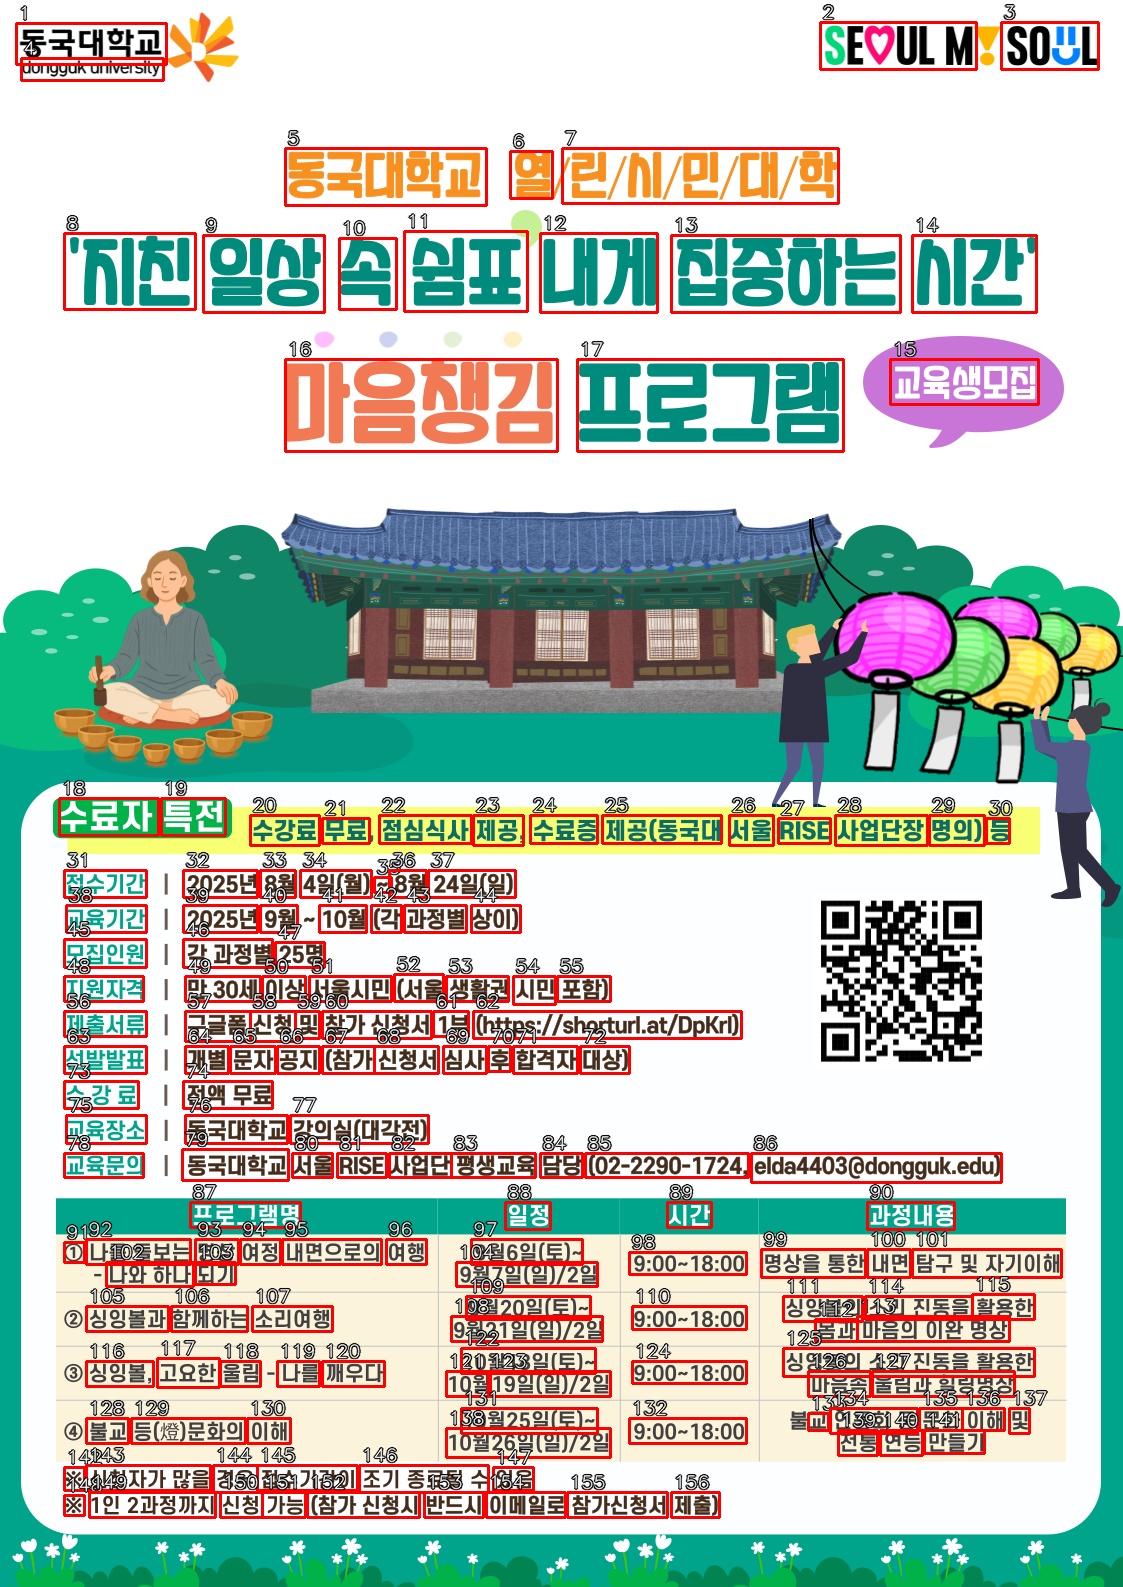 동국대학교
dongguk university
SEOUL MY SOUL
동국대학교 열/린/시/민/대/학
'지친 일상 속 쉼표, 내게 집중하는 시간'
마음챙김 프로그램
교육생모집
수료자 특전
수강료 무료, 점심식사 제공, 수료증 제공(동국대 서울 RISE 사업단장 명의) 등
접수기간 | 2025년 8월 4일(월) ~ 8월 24일(일)
교육기간 | 2025년 9월 ~ 10월 (각 과정별 상이)
모집인원 | 각 과정별 25명
지원자격 | 만 30세 이상 서울시민 (서울 생활권 시민 포함)
제출서류 | 구글폼 신청 및 참가 신청서 1부 (https://shorturl.at/DpKrl)
선발발표 | 개별 문자 공지 (참가 신청서 심사 후 합격자 대상)
수 강 료 | 전액 무료
교육장소 | 동국대학교 강의실(대각전)
교육문의 | 동국대학교 서울 RISE 사업단 평생교육 담당 (02-2290-1724, elda4403@dongguk.edu)
프로그램명 일정 시간 과정내용
① 나를 돌보는 명상 여정 내면으로의 여행
- 나와 하나 되기
9월6일(토)~
9월7일(일)/2일
9:00~18:00
명상을 통한 내면 탐구 및 자기이해
② 싱잉볼과 함께하는 소리여행
9월20일(토)~
9월21일(일)/2일
9:00~18:00
싱잉볼의 소리 진동을 활용한
몸과 마음의 이완 명상
③ 싱잉볼, 고요한 울림 - 나를 깨우다
10월18일(토)~
10월19일(일)/2일
9:00~18:00
싱잉볼의 소리 진동을 활용한
마음속 울림과 힐링명상
④ 불교 등(燈)문화의 이해
10월25일(토)~
10월26일(일)/2일
9:00~18:00
불교 이해 및
전통 연등 만들기
※ 신청자가 많을 경우 접수기간이 조기 종료될 수 있음
※ 1인 2과정까지 신청 가능 (참가 신청시 반드시 이메일로 참가신청서 제출)